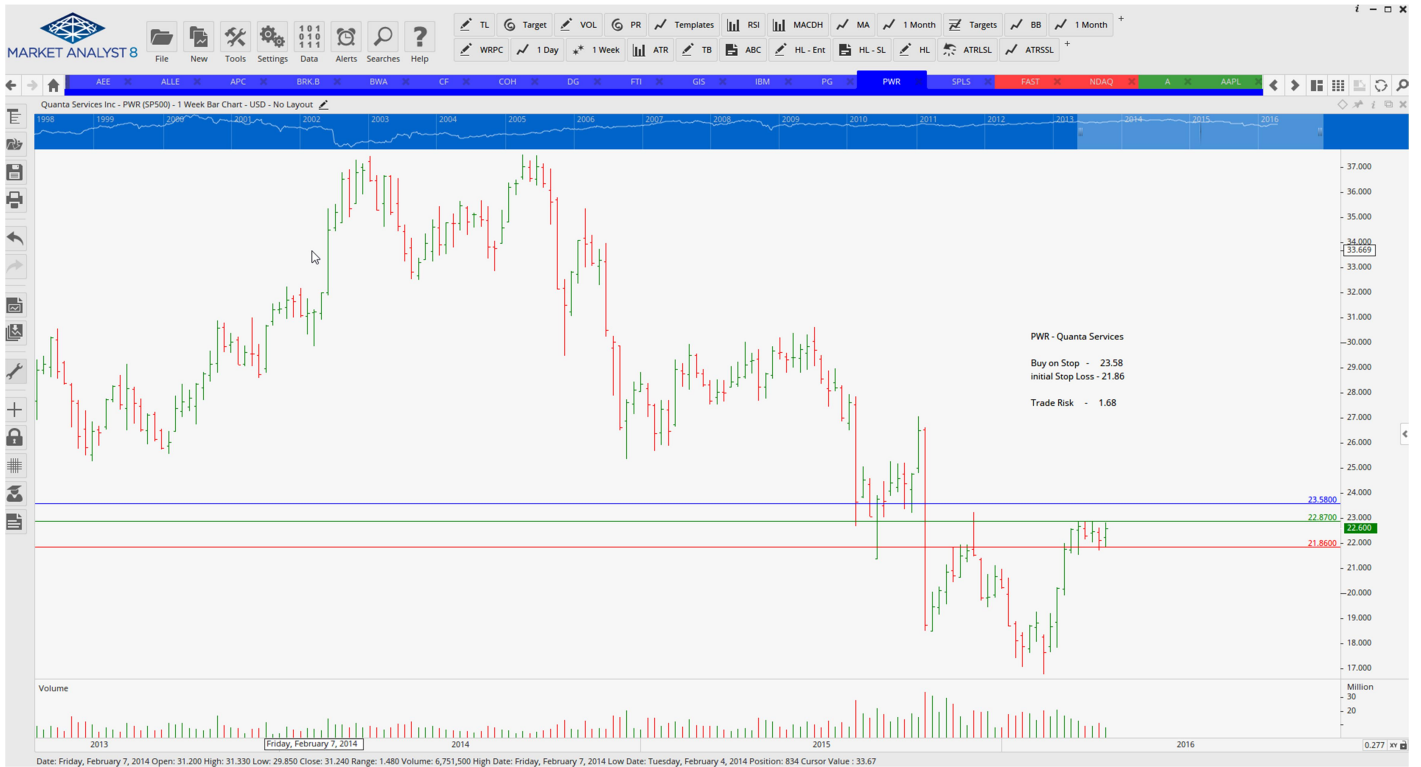 i
MARKET ANALYST 8
File New Tools Settings Data Alerts Searches Help
101 010 111
TL Target VOL PR Templates RSI MACDH MA 1 Month Targets BB 1 Month +
WRPC 1 Day 1 Week ATR TB ABC HL - Ent HL - SL HL ATRLSL ATRSSL +
AEE ALLE APC BRK.B BWA CF COH DG FTI GIS IBM PG PWR SPLS FAST NDAQ A AAPL
Quanta Services Inc - PWR (SP500) - 1 Week Bar Chart - USD - No Layout
1998 1999 2000 2001 2002 2003 2004 2005 2006 2007 2008 2009 2010 2011 2012 2013 2014 2015 2016
37.000
36.000
35.000
34.000
33.669
33.000
32.000
31.000
30.000
29.000
28.000
27.000
26.000
25.000
24.000
23.000
22.600
22.000
21.000
20.000
19.000
18.000
17.000
PWR - Quanta Services
Buy on Stop - 23.58
initial Stop Loss - 21.86
Trade Risk - 1.68
23.5800
22.8700
21.8600
Volume
Million
30
20
2013 Friday, February 7, 2014 2014 2015 2016 0.277 XY
Date: Friday, February 7, 2014 Open: 31.200 High: 31.330 Low: 29.850 Close: 31.240 Range: 1.480 Volume: 6,751,500 High Date: Friday, February 7, 2014 Low Date: Tuesday, February 4, 2014 Position: 834 Cursor Value : 33.67